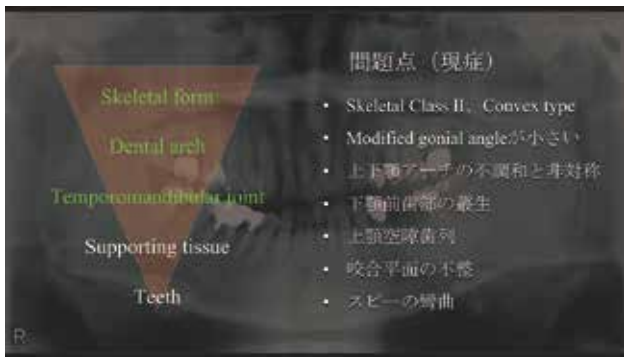 Skeletal form
Dental arch
Temporomandibular joint
Supporting tissue
Teeth
R
問題点（現症）
• Skeletal Class II、Convex type
• Modified gonial angleが小さい
• 上下顎アーチの不調和と非対称
• 下顎前歯部の叢生
• 上顎空隙歯列
• 咬合平面の不整
• スピーの彎曲